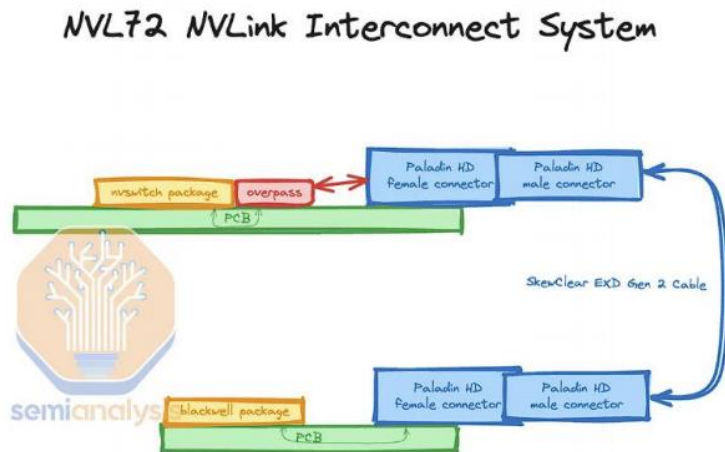 NVL72 NVLink Interconnect System
Paladin HD
female connector
Paladin HD
male connector
nvswitch package
overpass
PCB
SkewClear EXD Gen 2 Cable
Paladin HD
female connector
Paladin HD
male connector
semianalysis
blackwell package
PCB